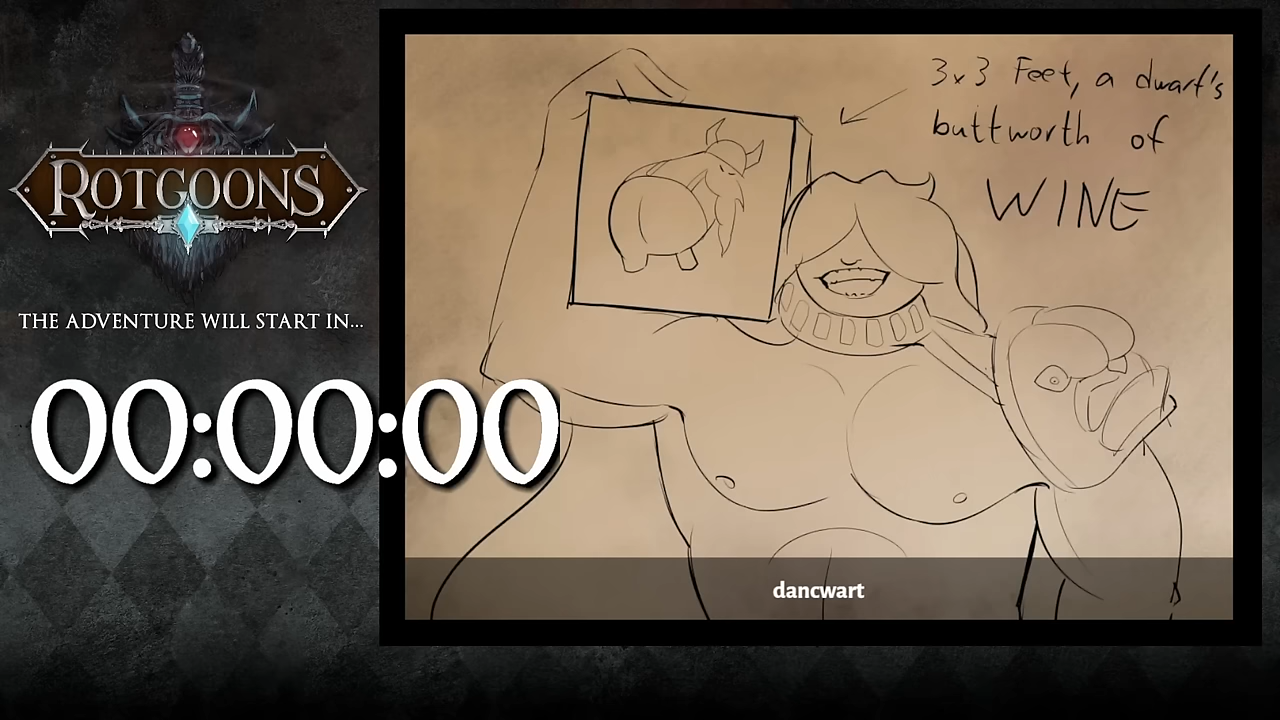 ROTGOONS
THE ADVENTURE WILL START IN...
00:00:00
3x3 Feet, a dwarf's
buttworth of
WINE
dancwart